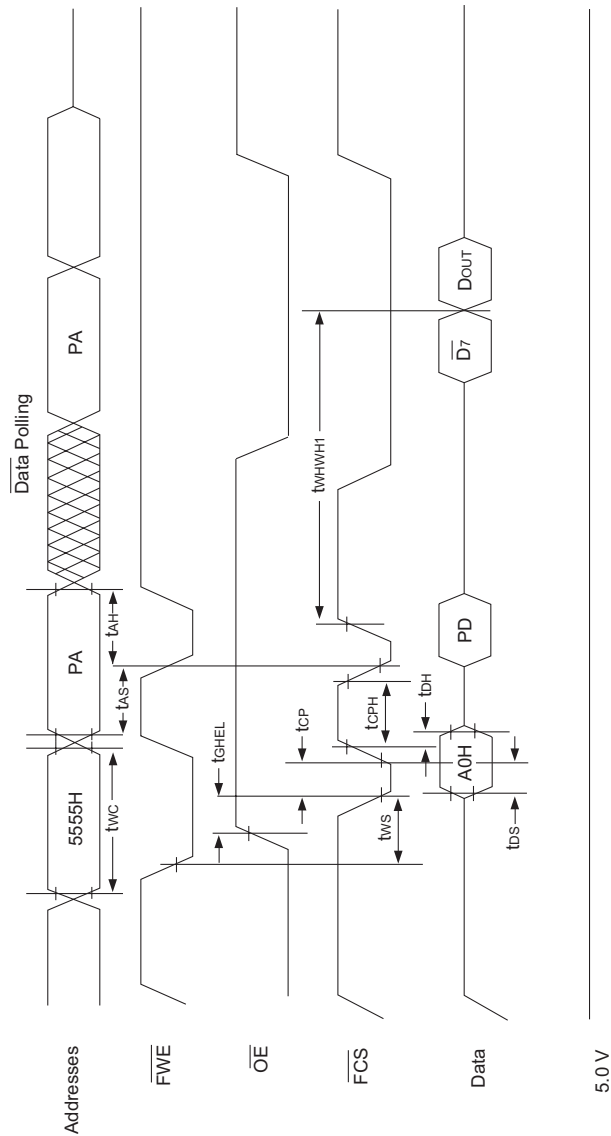 Data Polling
Addresses
5555H
PA
PA
tWC
tAS
tAH
FWE
OE
tGHEL
tWHWH1
FCS
tWS
tCP
tCPH
tDH
Data
A0H
PD
D7
DOUT
tDS
5.0 V